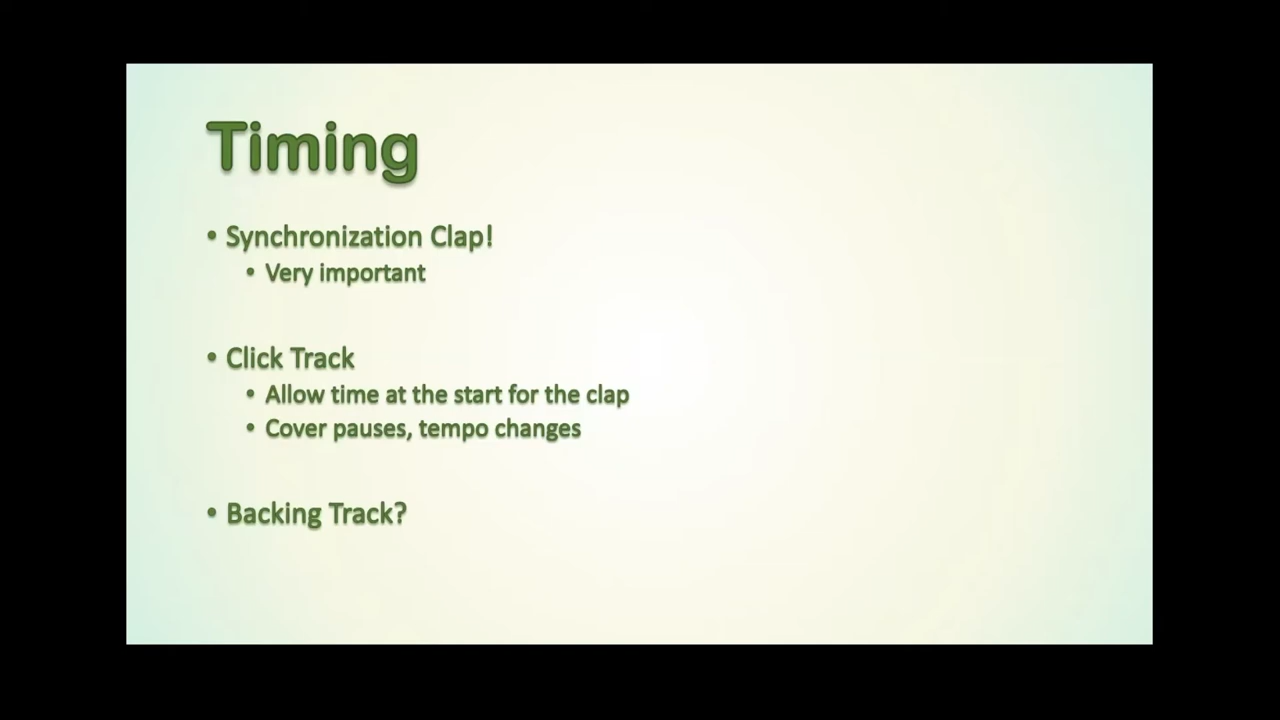 Timing
• Synchronization Clap!
• Very important
• Click Track
• Allow time at the start for the clap
• Cover pauses, tempo changes
• Backing Track?